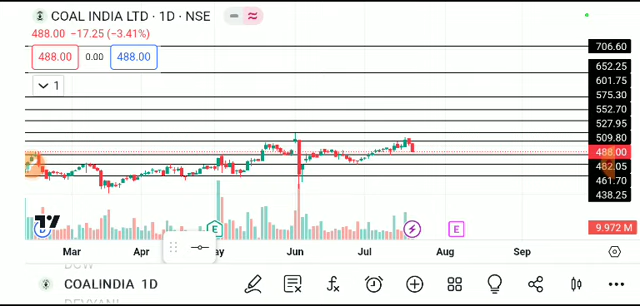 COAL INDIA LTD · 1D · NSE
488.00 −17.25 (−3.41%)
488.00 0.00 488.00
1
706.60
652.25
601.75
575.30
552.70
527.95
509.80
488.00
482.05
461.70
438.25
9.972 M
D E E
Mar Apr May Jun Jul Aug Sep
COALINDIA 1D